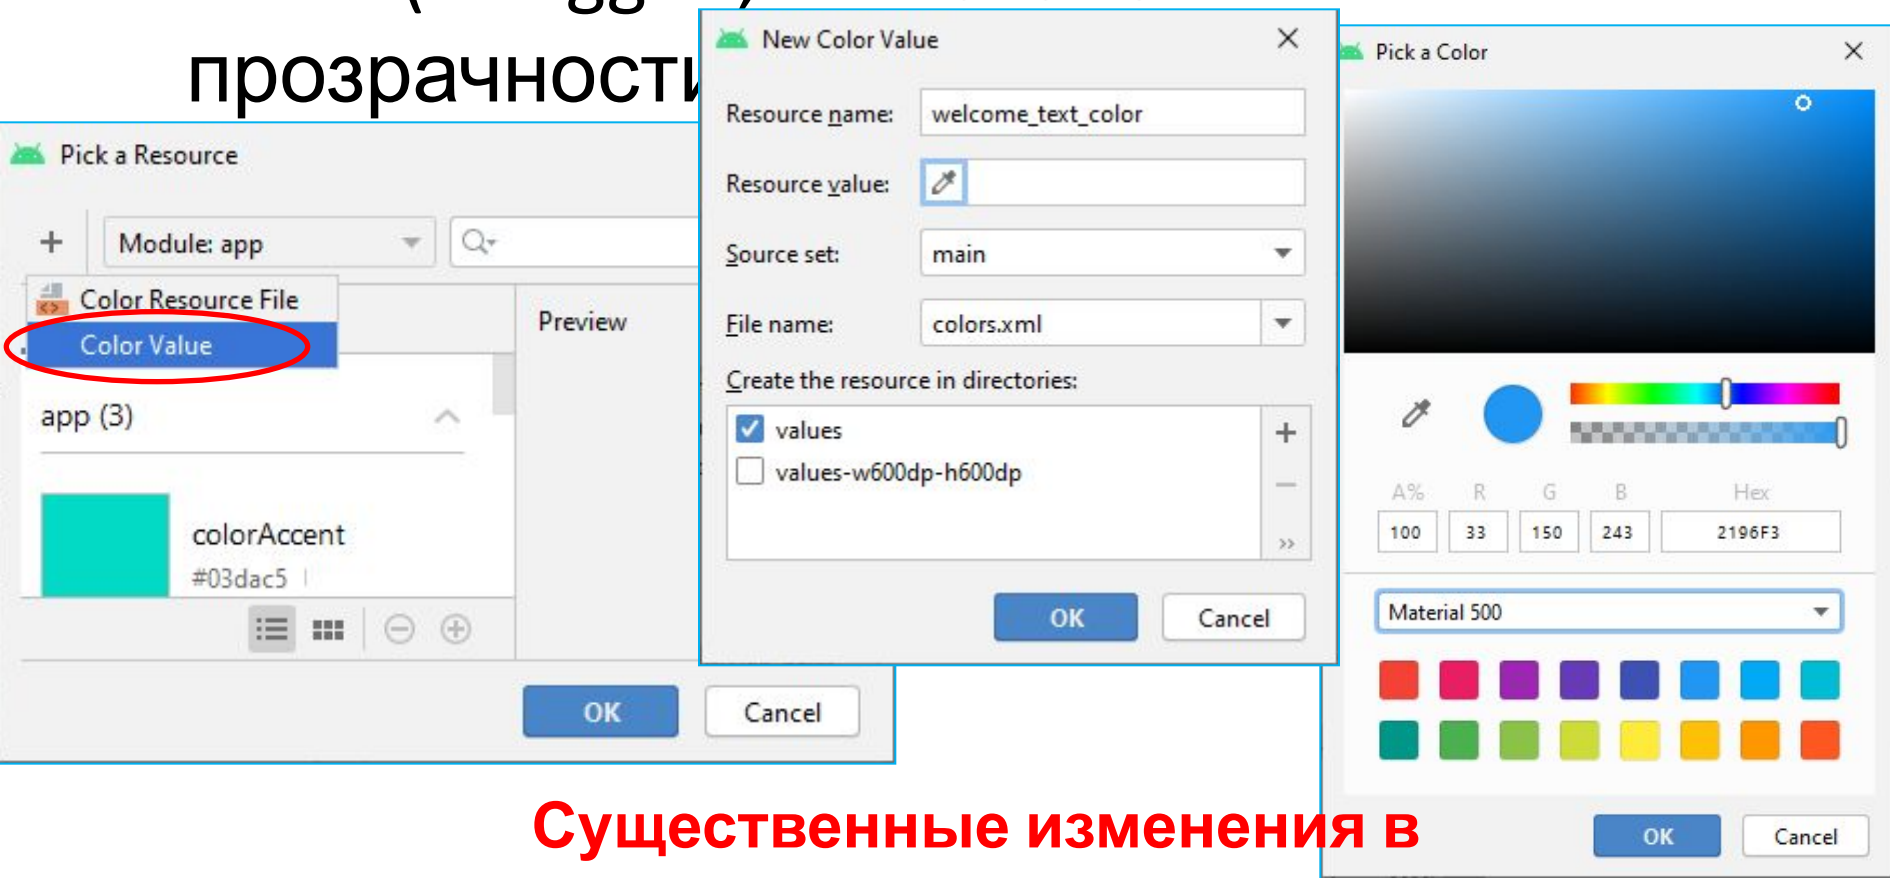 прозрачности
Pick a Resource
Module: app
Color Resource File
Color Value
Preview
app (3)
colorAccent
#03dac5
OK
Cancel
New Color Value
Resource name:
welcome_text_color
Resource value:
Source set:
main
File name:
colors.xml
Create the resource in directories:
values
values-w600dp-h600dp
OK
Cancel
Pick a Color
A% R G B Hex
100 33 150 243 2196F3
Material 500
OK
Cancel
Существенные изменения в